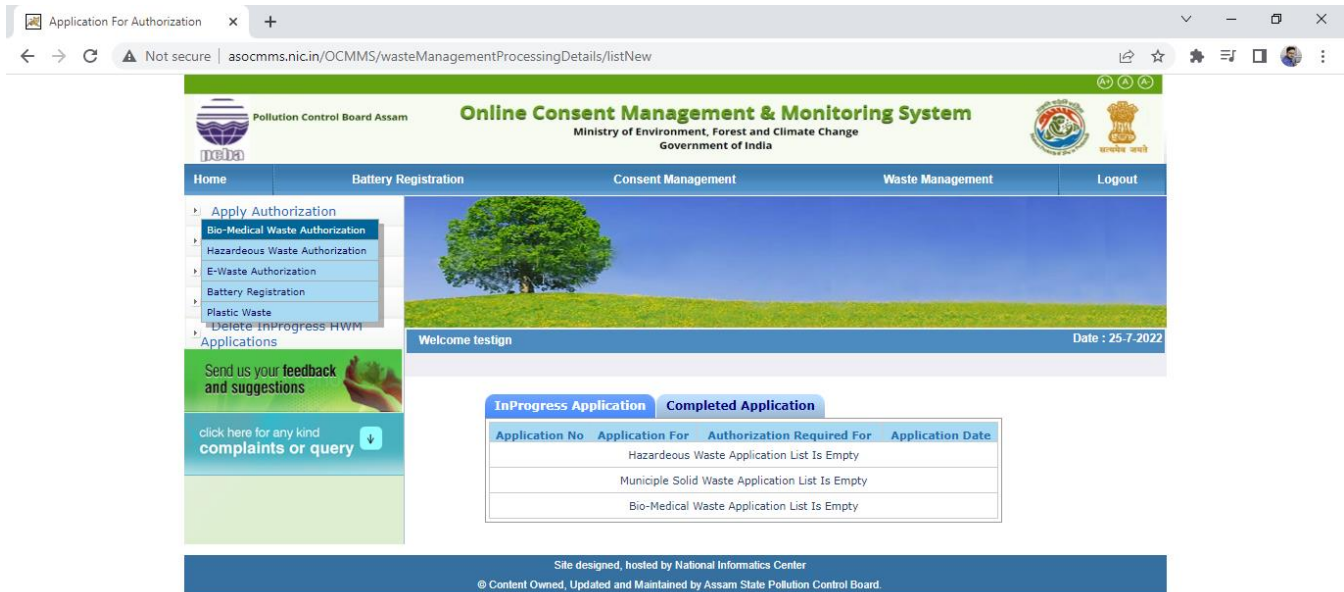 Application For Authorization
Not secure | asocmms.nic.in/OCMMS/wasteManagementProcessingDetails/listNew
A+ A A-
pcba
Pollution Control Board Assam
Online Consent Management & Monitoring System
Ministry of Environment, Forest and Climate Change
Government of India
सत्यमेव जयते
Home Battery Registration Consent Management Waste Management Logout
Apply Authorization
Bio-Medical Waste Authorization
Hazardeous Waste Authorization
E-Waste Authorization
Battery Registration
Plastic Waste
Delete InProgress HWM
Applications
Welcome testign Date : 25-7-2022
Send us your feedback
and suggestions
click here for any kind
complaints or query
InProgress Application Completed Application
Application No Application For Authorization Required For Application Date
Hazardeous Waste Application List Is Empty
Municiple Solid Waste Application List Is Empty
Bio-Medical Waste Application List Is Empty
Site designed, hosted by National Informatics Center
© Content Owned, Updated and Maintained by Assam State Pollution Control Board.